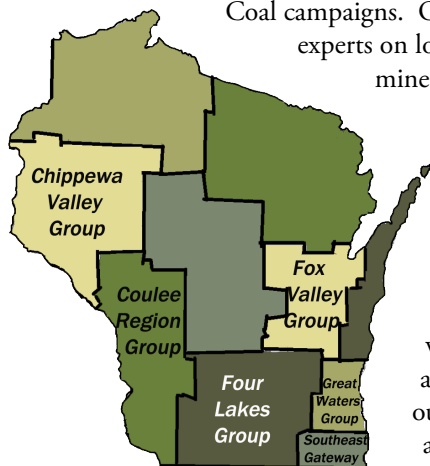 Coal campaigns.
experts on
mine
Chippewa
Valley
Group
Coulee
Region
Group
Fox
Valley
Group
Four
Lakes
Group
Great
Waters
Group
Southeast
Gateway
a
ou
a